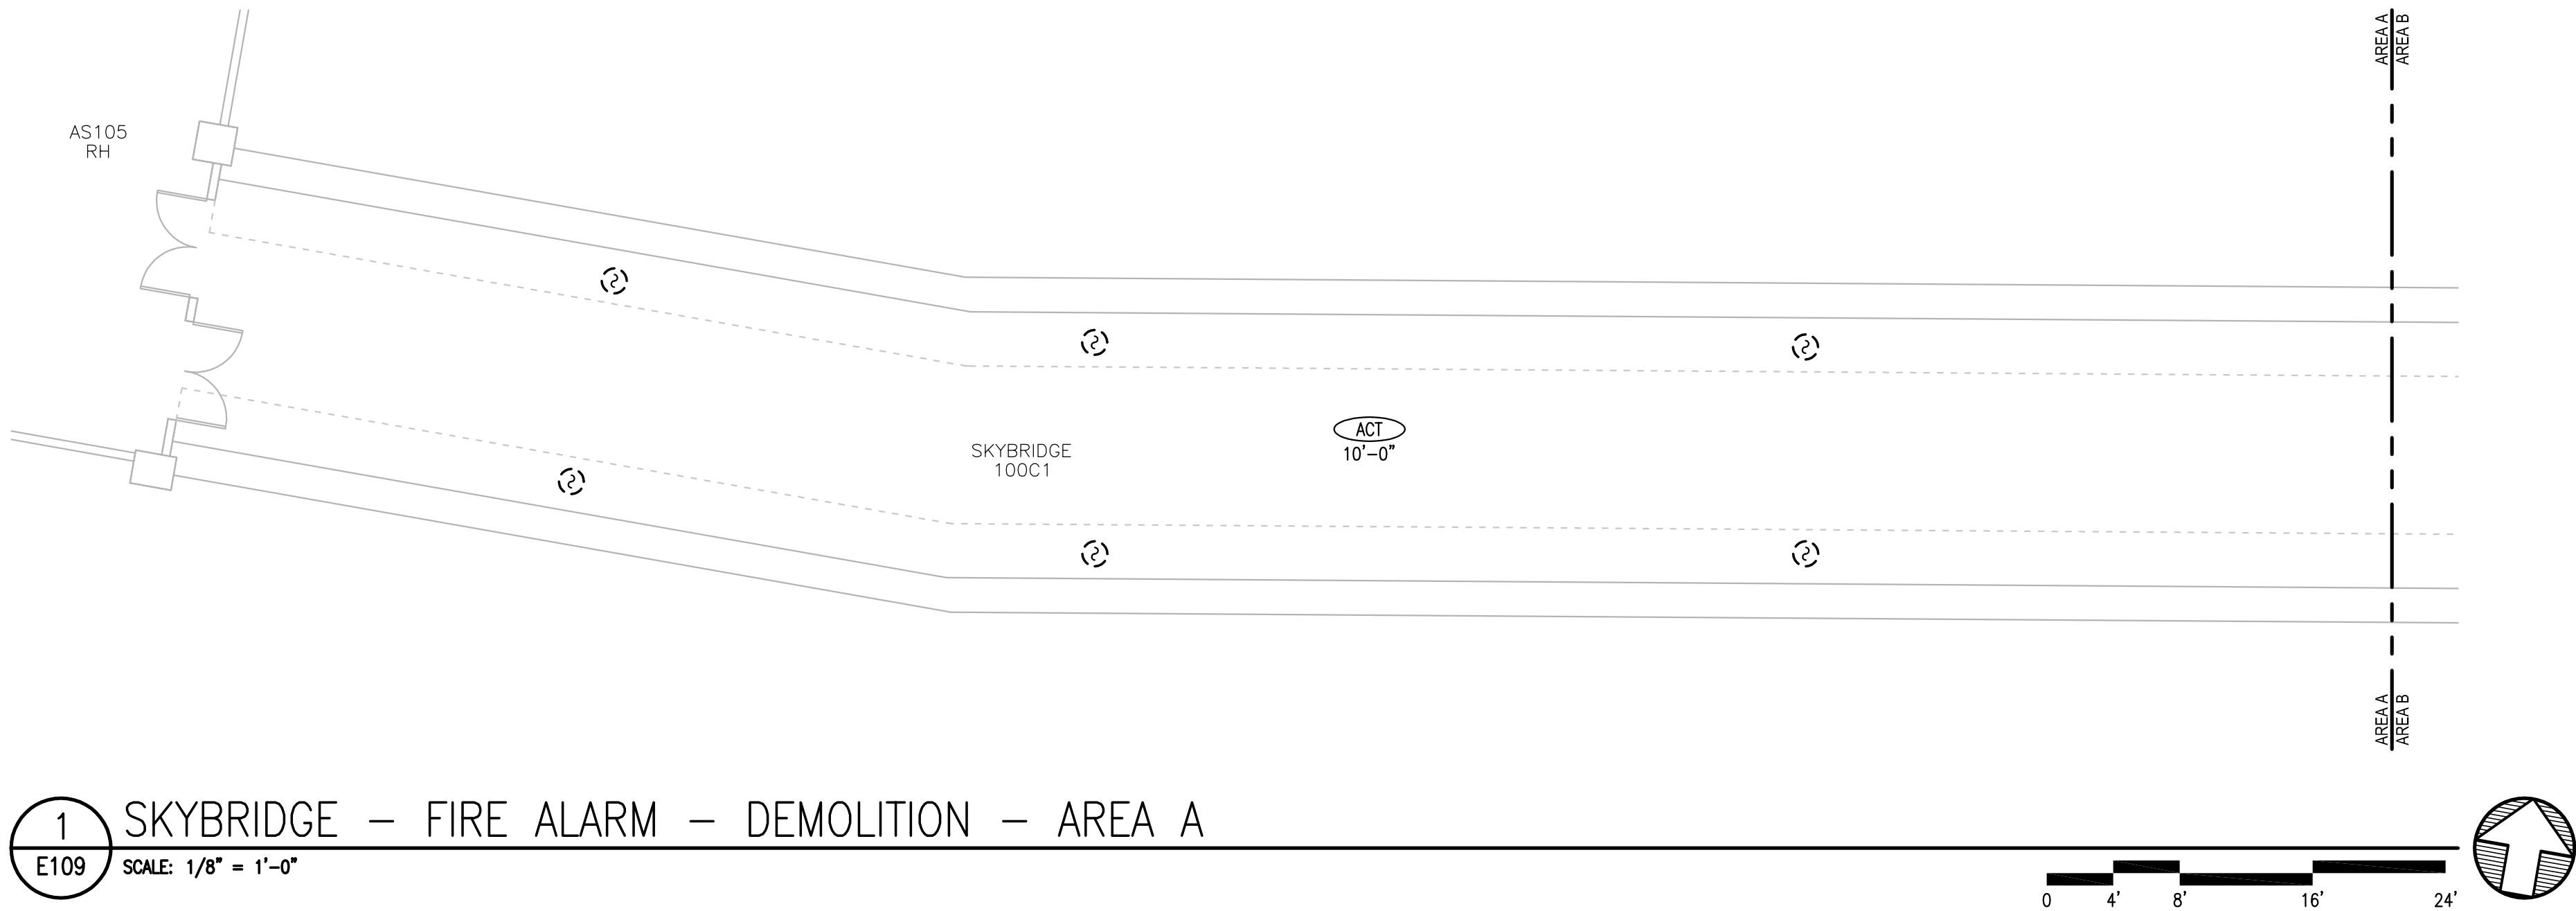 AREA A
AREA B
AS105
RH
ACT
10'-0"
SKYBRIDGE
100C1
AREA A
AREA B
1
E109
SKYBRIDGE - FIRE ALARM - DEMOLITION - AREA A
SCALE: 1/8" = 1'-0"
0 4' 8' 16' 24'